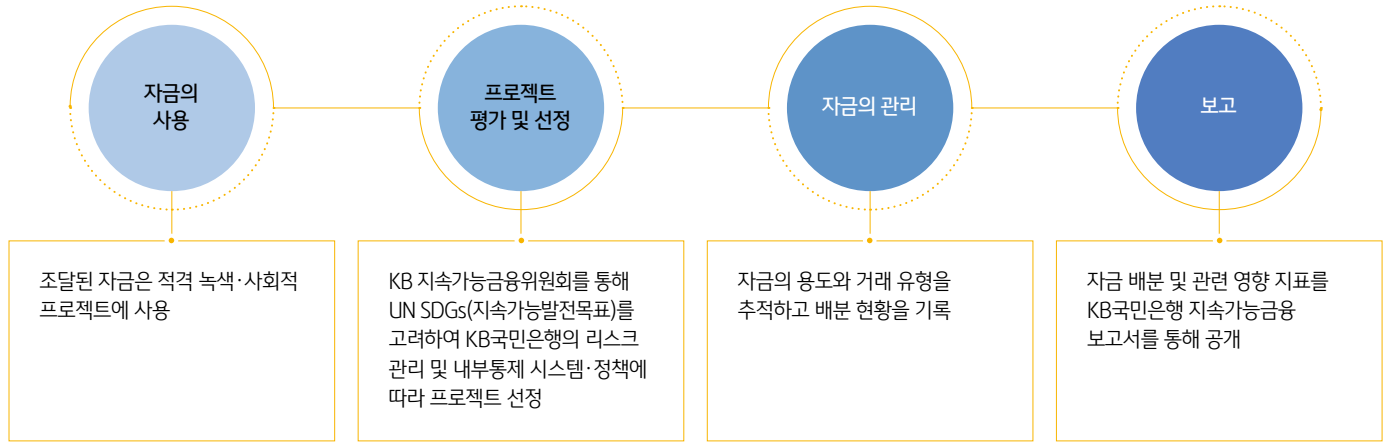 자금의
사용
프로젝트
평가 및 선정
자금의 관리
보고
조달된 자금은 적격 녹색·사회적
프로젝트에 사용
KB 지속가능금융위원회를 통해
UN SDGs(지속가능발전목표)를
고려하여 KB국민은행의 리스크
관리 및 내부통제 시스템·정책에
따라 프로젝트 선정
자금의 용도와 거래 유형을
추적하고 배분 현황을 기록
자금 배분 및 관련 영향 지표를
KB국민은행 지속가능금융
보고서를 통해 공개